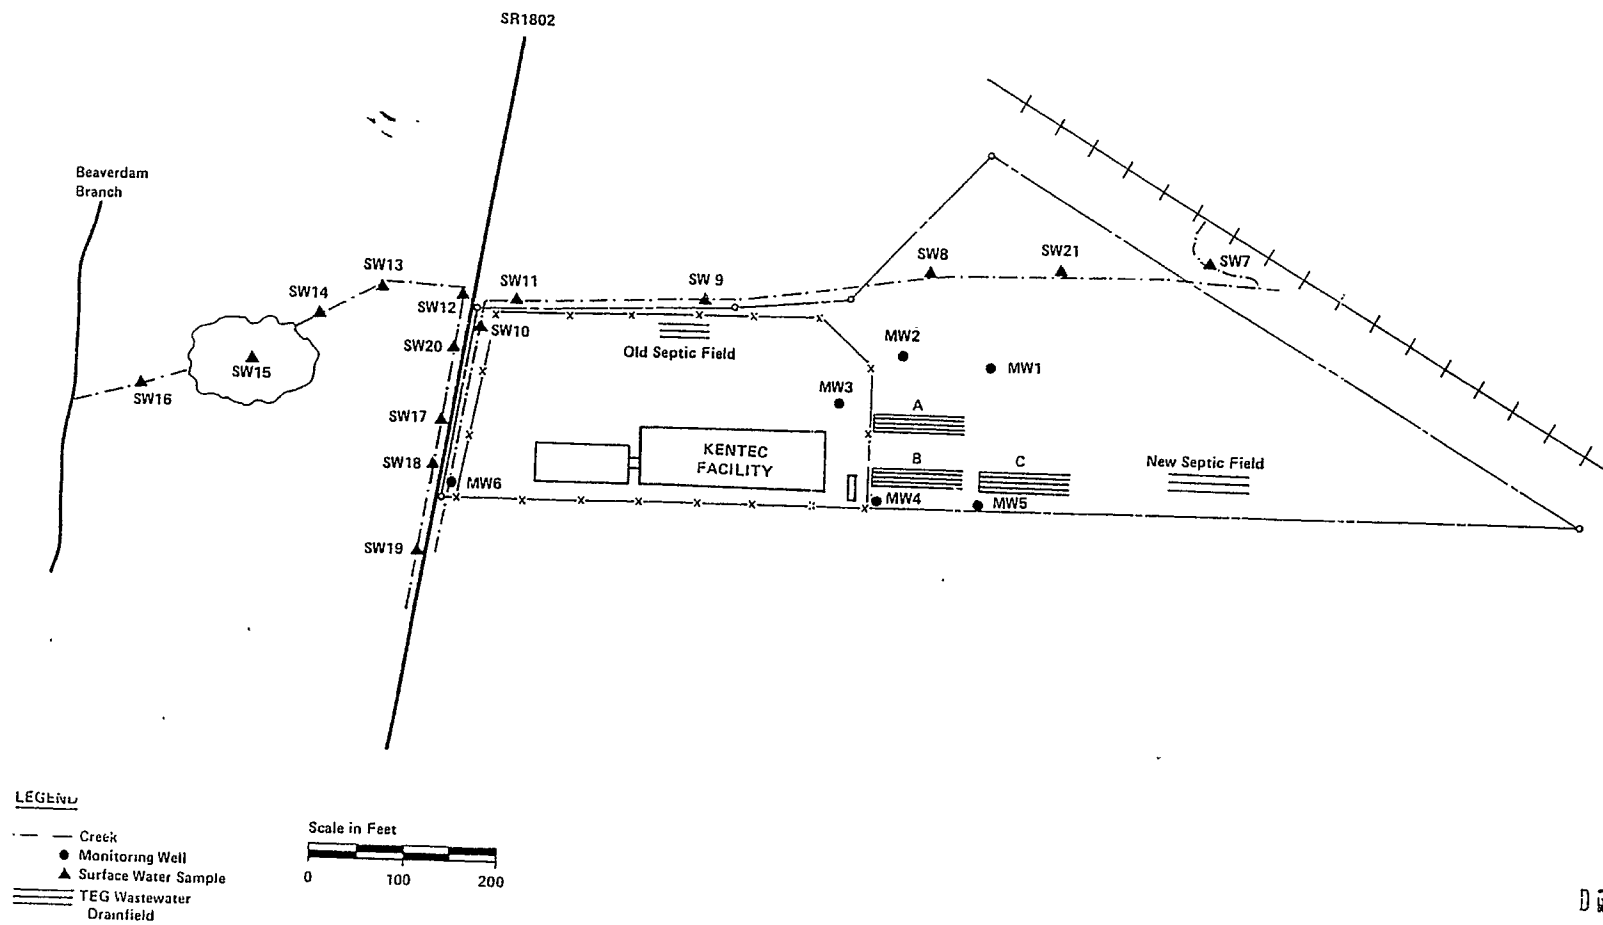 SR1802
Beaverdam
Branch
SW8
SW21
SW7
SW13
SW11
SW 9
SW14
SW12
SW10
MW2
SW20
Old Septic Field
MW1
SW15
MW3
SW16
A
SW17
KENTEC
FACILITY
B
C
New Septic Field
SW18
MW6
MW4
MW5
SW19
LEGEND
Creek
Monitoring Well
Surface Water Sample
TEG Wastewater
Drainfield
Scale in Feet
0 100 200